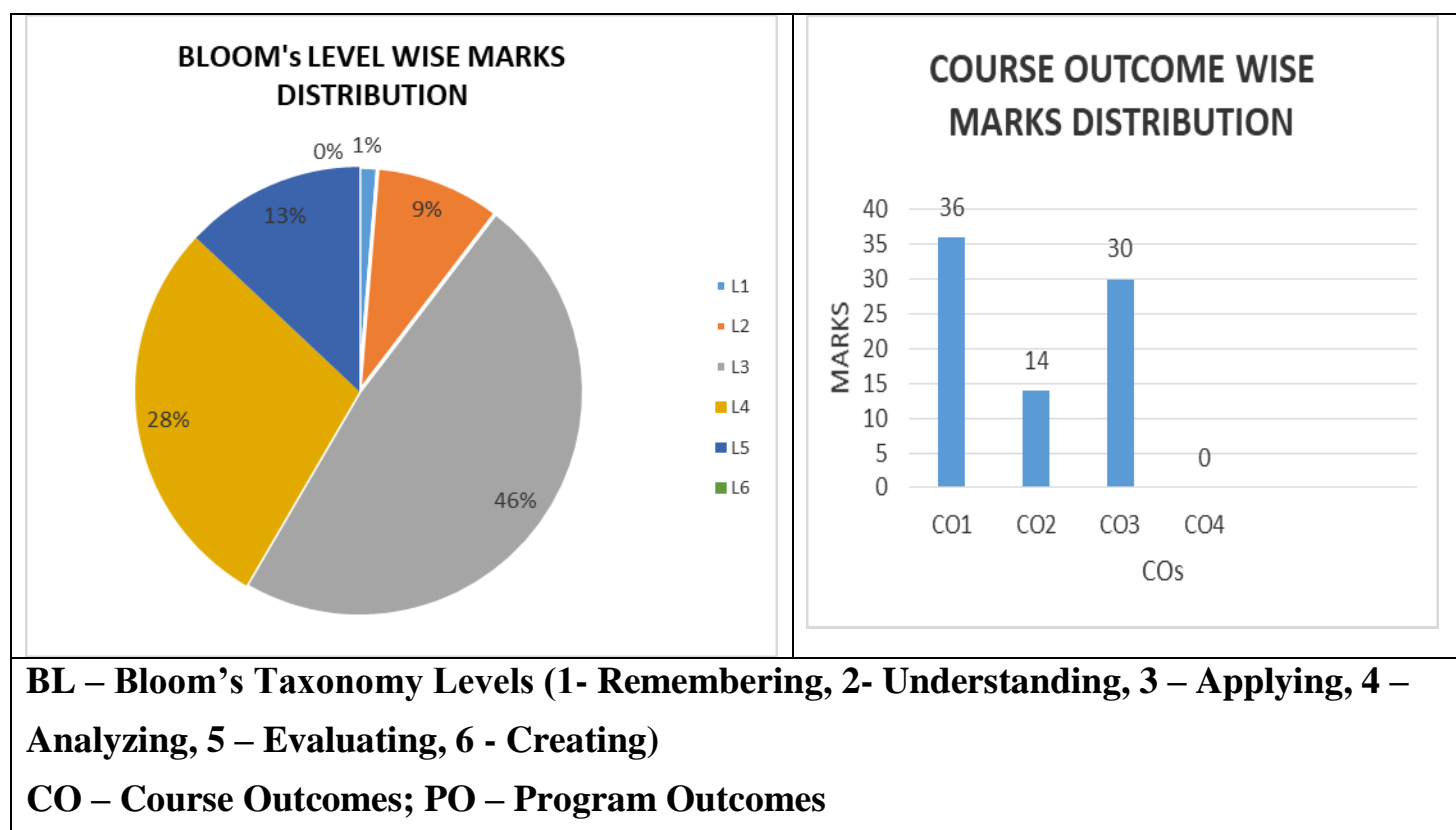 BLOOM's LEVEL WISE MARKS
DISTRIBUTION
0% 1%
13%
9%
28%
46%
L1
L2
L3
L4
L5
L6
COURSE OUTCOME WISE
MARKS DISTRIBUTION
MARKS
40
35
30
25
20
15
10
5
0
36
14
30
0
CO1 CO2 CO3 CO4
COs
BL – Bloom’s Taxonomy Levels (1- Remembering, 2- Understanding, 3 – Applying, 4 –
Analyzing, 5 – Evaluating, 6 - Creating)
CO – Course Outcomes; PO – Program Outcomes